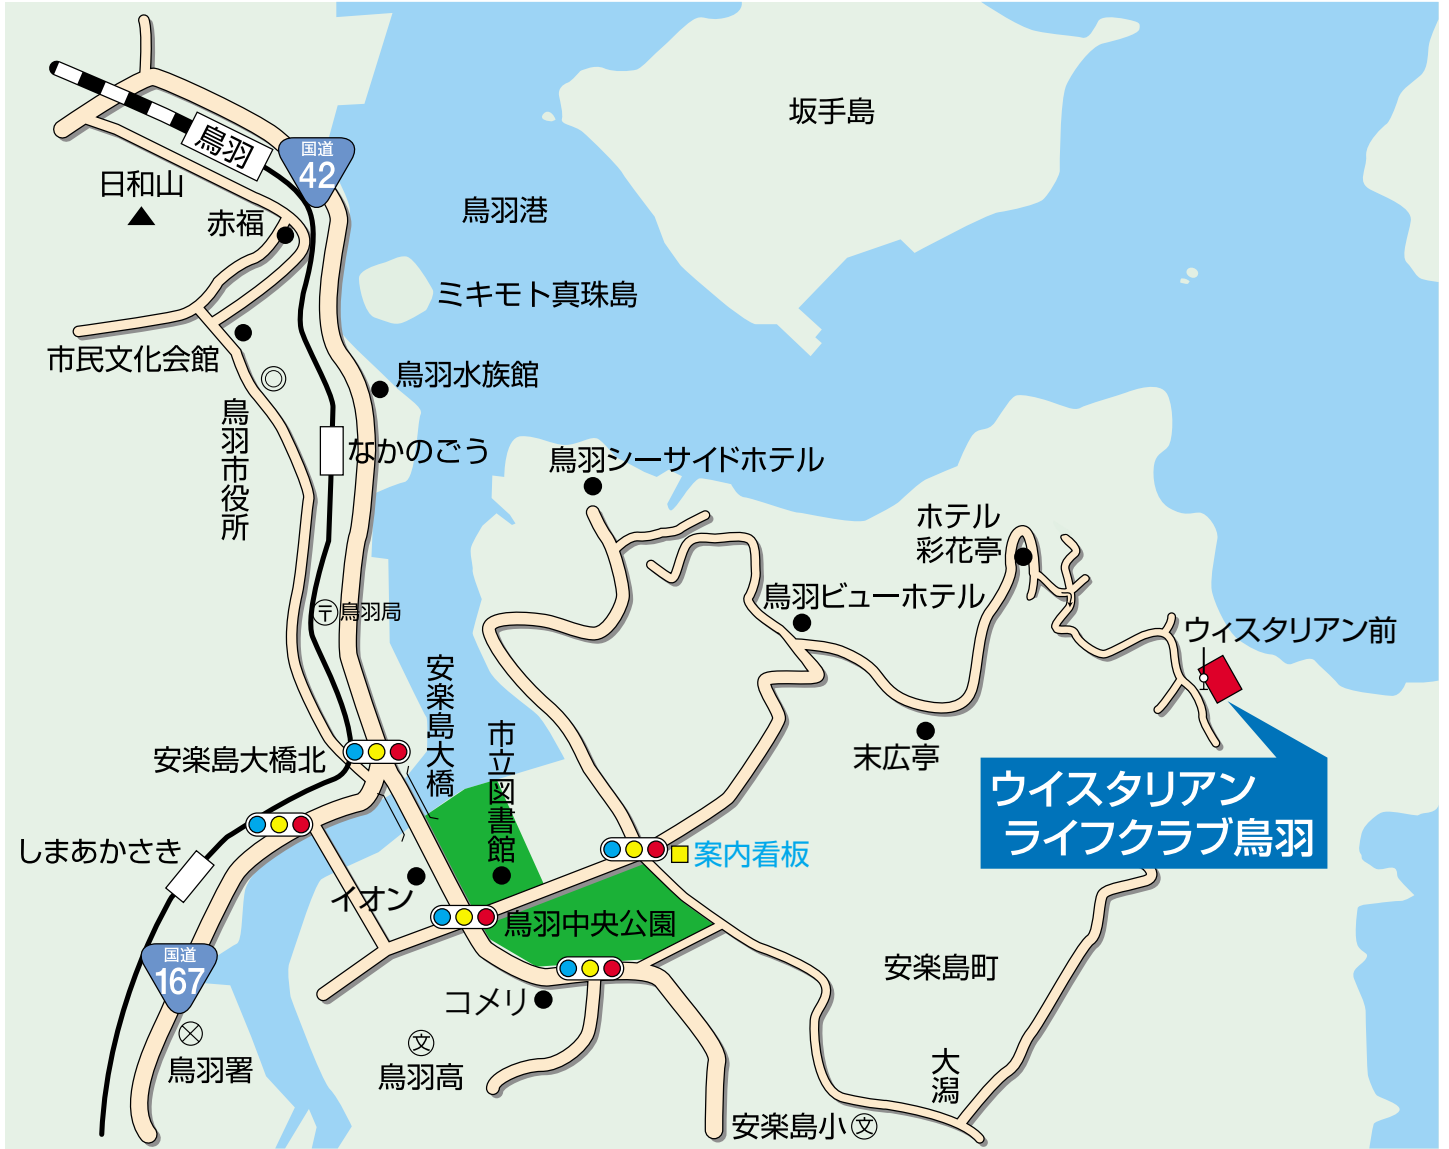 坂手島
鳥羽
国道
42
日和山
赤福
鳥羽港
ミキモト真珠島
市民文化会館
鳥羽水族館
鳥羽市役所
なかのごう
鳥羽シーサイドホテル
ホテル
彩花亭
鳥羽ビューホテル
〒鳥羽局
ウィスタリアン前
安楽島大橋
市立図書館
末広亭
安楽島大橋北
ウイスタリアン
ライフクラブ鳥羽
しまあかさき
案内看板
イオン
鳥羽中央公園
国道
167
安楽島町
コメリ
文
鳥羽署
鳥羽高
大潟
安楽島小文